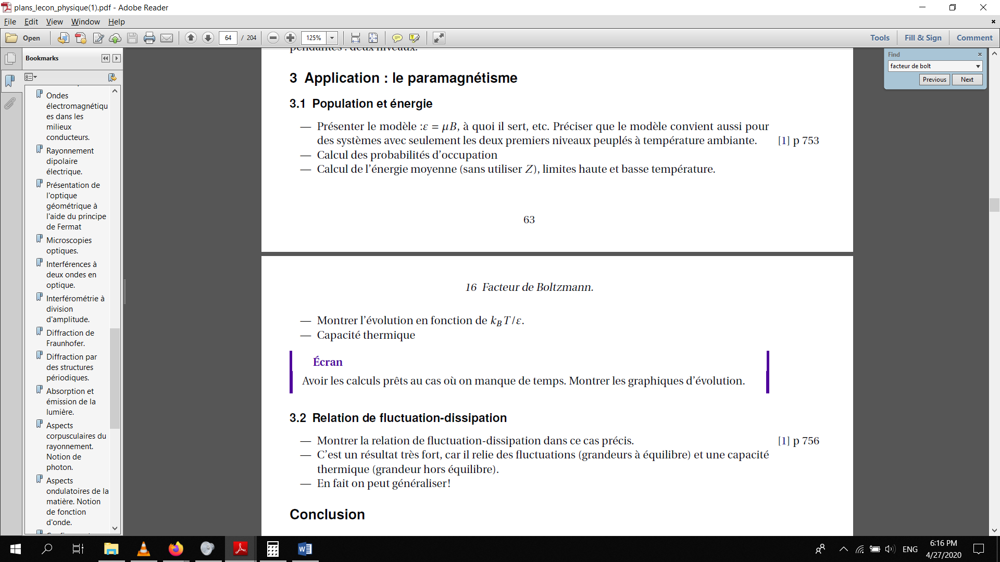 plans_lecon_physique(1).pdf - Adobe Reader
File Edit View Window Help
Open
64 / 204
125%
Tools Fill & Sign Comment
Bookmarks
Ondes
électromagnétiqu
es dans les
milieux
conducteurs.
Rayonnement
dipolaire
électrique.
Présentation de
l'optique
géométrique à
l'aide du principe
de Fermat
Microscopies
optiques.
Interférences à
deux ondes en
optique.
Interférométrie à
division
d'amplitude.
Diffraction de
Fraunhofer.
Diffraction par
des structures
périodiques.
Absorption et
émission de la
lumière.
Aspects
corpusculaires du
rayonnement.
Notion de
photon.
Aspects
ondulatoires de la
matière. Notion
de fonction
d'onde.
pendantes : deux niveaux.
3 Application : le paramagnétisme
3.1 Population et énergie
— Présenter le modèle :ε = μB, à quoi il sert, etc. Préciser que le modèle convient aussi pour
des systèmes avec seulement les deux premiers niveaux peuplés à température ambiante. [1] p 753
— Calcul des probabilités d'occupation
— Calcul de l'énergie moyenne (sans utiliser Z), limites haute et basse température.
63
16 Facteur de Boltzmann.
— Montrer l'évolution en fonction de k_B T/ε.
— Capacité thermique
Écran
Avoir les calculs prêts au cas où on manque de temps. Montrer les graphiques d'évolution.
3.2 Relation de fluctuation-dissipation
— Montrer la relation de fluctuation-dissipation dans ce cas précis. [1] p 756
— C'est un résultat très fort, car il relie des fluctuations (grandeurs à équilibre) et une capacité
thermique (grandeur hors équilibre).
— En fait on peut généraliser!
Conclusion
Find
facteur de bolt
Previous Next
ENG
6:16 PM
4/27/2020